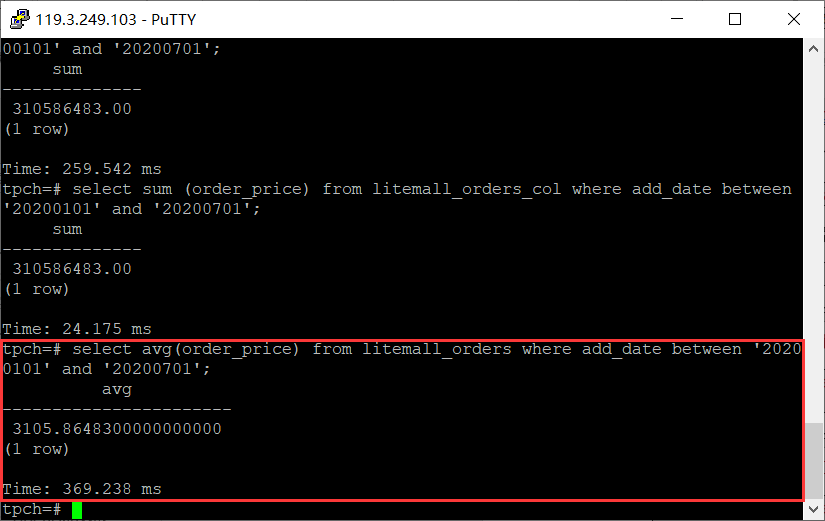 119.3.249.103 - PuTTY
00101' and '20200701';
sum
--------------
310586483.00
(1 row)
Time: 259.542 ms
tpch=# select sum (order_price) from litemall_orders_col where add_date between
'20200101' and '20200701';
sum
--------------
310586483.00
(1 row)
Time: 24.175 ms
tpch=# select avg(order_price) from litemall_orders where add_date between '2020
0101' and '20200701';
avg
-----------------------
3105.8648300000000000
(1 row)
Time: 369.238 ms
tpch=#